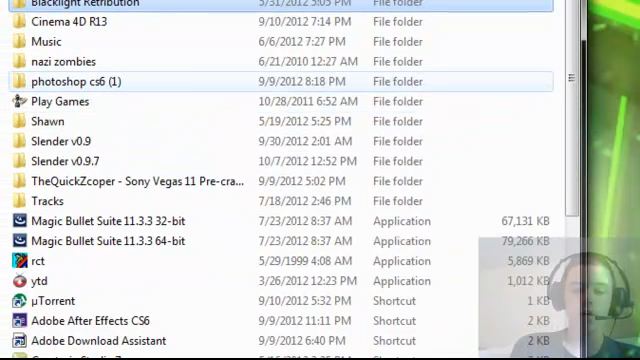 Blacklight Retribution 5/31/2012 5:05 PM File folder
Cinema 4D R13 9/10/2012 7:14 PM File folder
Music 6/6/2012 7:27 PM File folder
nazi zombies 6/21/2010 12:27 AM File folder
photoshop cs6 (1) 9/9/2012 8:18 PM File folder
Play Games 10/28/2011 6:52 AM File folder
Shawn 5/19/2012 5:25 PM File folder
Slender v0.9 9/30/2012 2:01 AM File folder
Slender v0.9.7 10/7/2012 12:52 PM File folder
TheQuickZcoper - Sony Vegas 11 Pre-cra... 9/9/2012 5:02 PM File folder
Tracks 7/18/2012 2:46 PM File folder
Magic Bullet Suite 11.3.3 32-bit 7/23/2012 8:37 AM Application 67,131 KB
Magic Bullet Suite 11.3.3 64-bit 7/23/2012 8:37 AM Application 79,266 KB
rct 5/29/1999 4:08 AM Application 5,869 KB
ytd 3/26/2012 12:23 PM Application 1,012 KB
µTorrent 9/10/2012 5:32 PM Shortcut 1 KB
Adobe After Effects CS6 9/9/2012 11:11 PM Shortcut 2 KB
Adobe Download Assistant 9/9/2012 6:40 PM Shortcut 2 KB